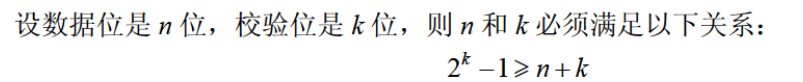 设数据位是 n 位，校验位是 k 位，则 n 和 k 必须满足以下关系：
2ᵏ −1⩾n+k